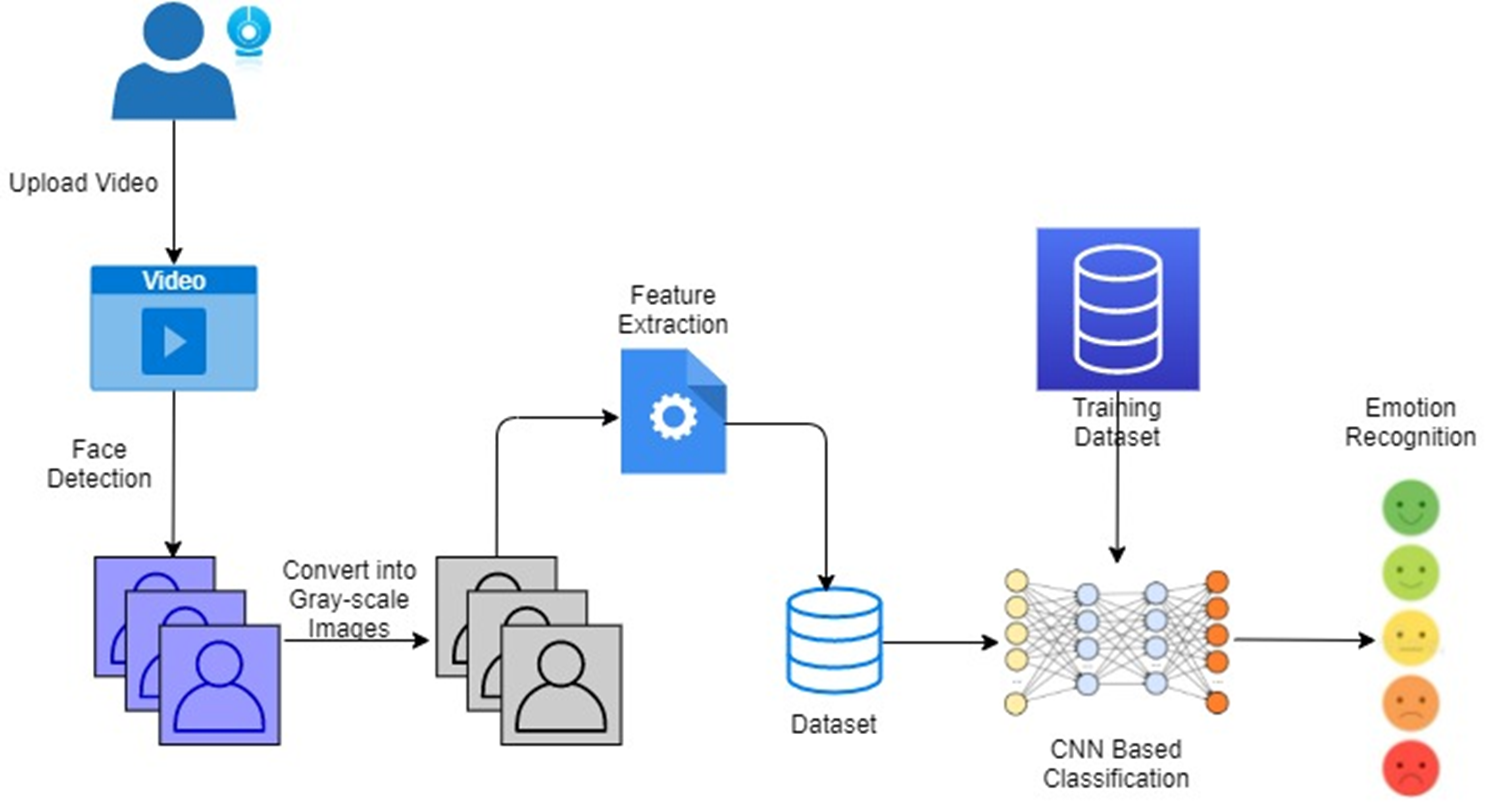 Upload Video
Video
Face
Detection
Convert into
Gray-scale
Images
Feature
Extraction
Dataset
Training
Dataset
CNN Based
Classification
Emotion
Recognition